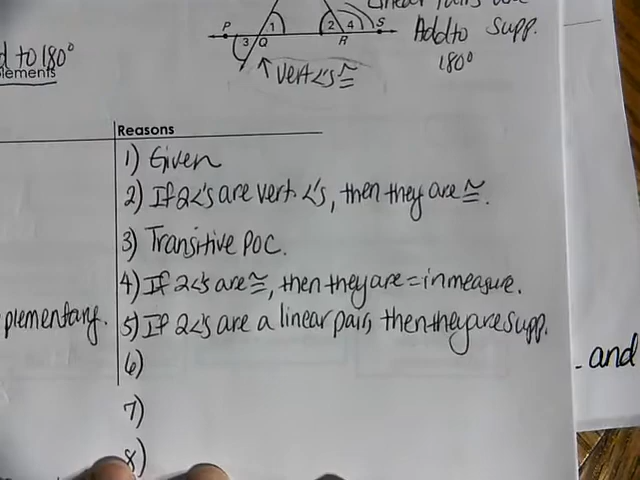 Linear Pairs are
P 1 2 4 S
3 Q R
Add to Supp.
180°
↑ Vert ∠'s ≅
d to 180°
plements
Reasons
1) Given
2) If 2∠'s are vert. ∠'s, then they are ≅.
3) Transitive POC.
4) If 2∠'s are ≅, then they are = in measure.
plementary. 5) If 2∠'s are a linear pair, then they are supp.
and
6)
7)
8)